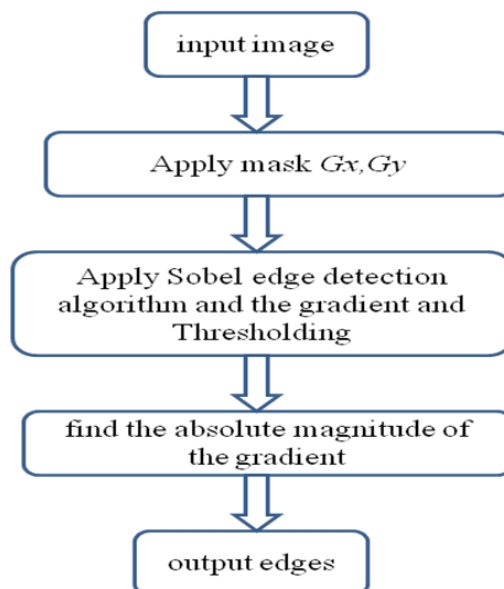 input image
Apply mask Gx,Gy
Apply Sobel edge detection
algorithm and the gradient and
Thresholding
find the absolute magnitude of
the gradient
output edges